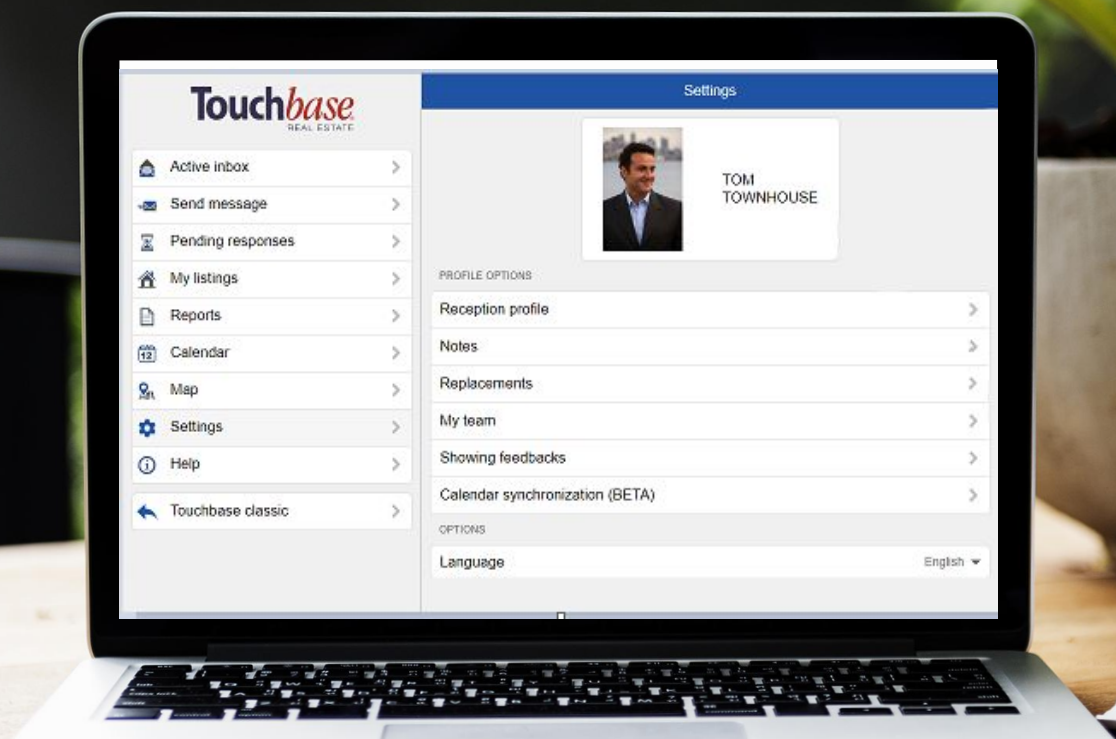 Touchbase
REAL ESTATE
Active inbox
Send message
Pending responses
My listings
Reports
12
Calendar
Map
Settings
Help
Touchbase classic
Settings
TOM
TOWNHOUSE
PROFILE OPTIONS
Reception profile
Notes
Replacements
My team
Showing feedbacks
Calendar synchronization (BETA)
OPTIONS
Language
English